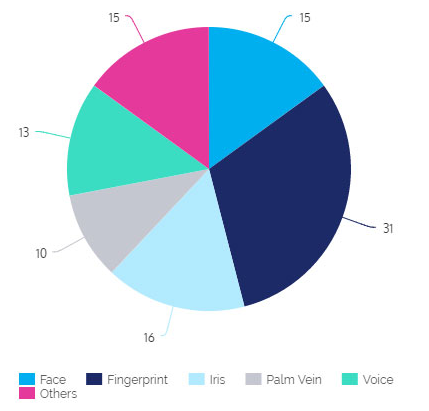 15
15
13
31
10
16
Face
Fingerprint
Iris
Palm Vein
Voice
Others